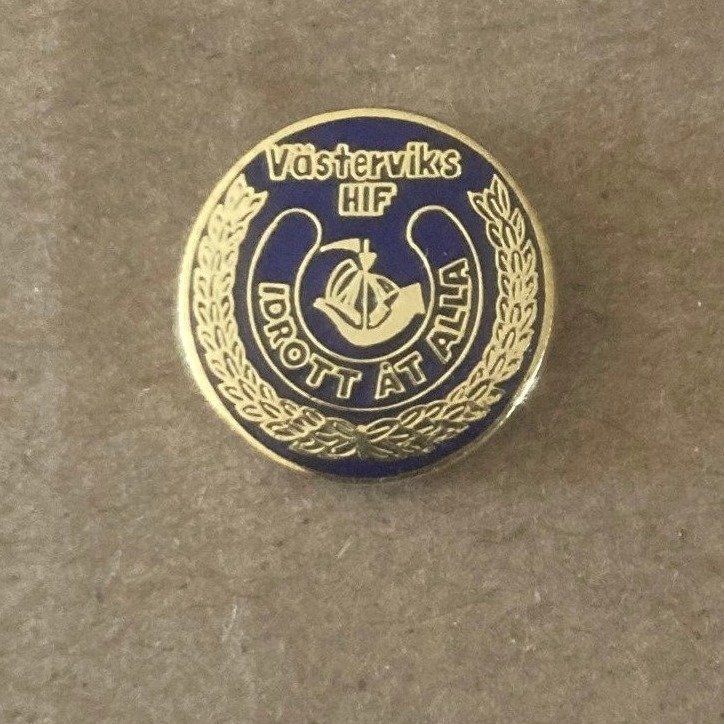 Västerviks
HIF
IDROTT ÅT ALLA